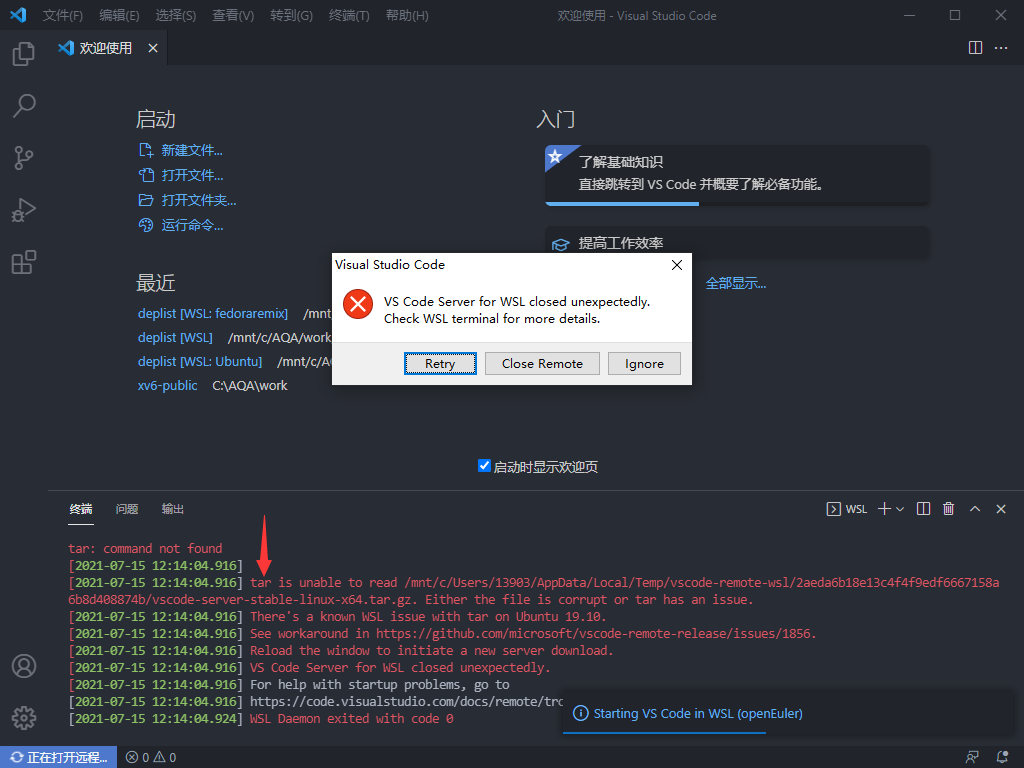 文件(F) 编辑(E) 选择(S) 查看(V) 转到(G) 终端(T) 帮助(H) 欢迎使用 - Visual Studio Code
欢迎使用
启动
新建文件...
打开文件...
打开文件夹...
运行命令...
入门
了解基础知识
直接跳转到 VS Code 并概要了解必备功能。
提高工作效率
全部显示...
最近
deplist [WSL: fedoraremix] /mnt
deplist [WSL] /mnt/c/AQA/work
deplist [WSL: Ubuntu] /mnt/c/A
xv6-public C:\AQA\work
Visual Studio Code
VS Code Server for WSL closed unexpectedly.
Check WSL terminal for more details.
Retry Close Remote Ignore
启动时显示欢迎页
终端 问题 输出 WSL
tar: command not found
[2021-07-15 12:14:04.916]
[2021-07-15 12:14:04.916] tar is unable to read /mnt/c/Users/13903/AppData/Local/Temp/vscode-remote-wsl/2aeda6b18e13c4f4f9edf6667158a
6b8d408874b/vscode-server-stable-linux-x64.tar.gz. Either the file is corrupt or tar has an issue.
[2021-07-15 12:14:04.916] There's a known WSL issue with tar on Ubuntu 19.10.
[2021-07-15 12:14:04.916] See workaround in https://github.com/microsoft/vscode-remote-release/issues/1856.
[2021-07-15 12:14:04.916] Reload the window to initiate a new server download.
[2021-07-15 12:14:04.916] VS Code Server for WSL closed unexpectedly.
[2021-07-15 12:14:04.916] For help with startup problems, go to
[2021-07-15 12:14:04.916] https://code.visualstudio.com/docs/remote/tro
[2021-07-15 12:14:04.924] WSL Daemon exited with code 0
Starting VS Code in WSL (openEuler)
正在打开远程... 0 0